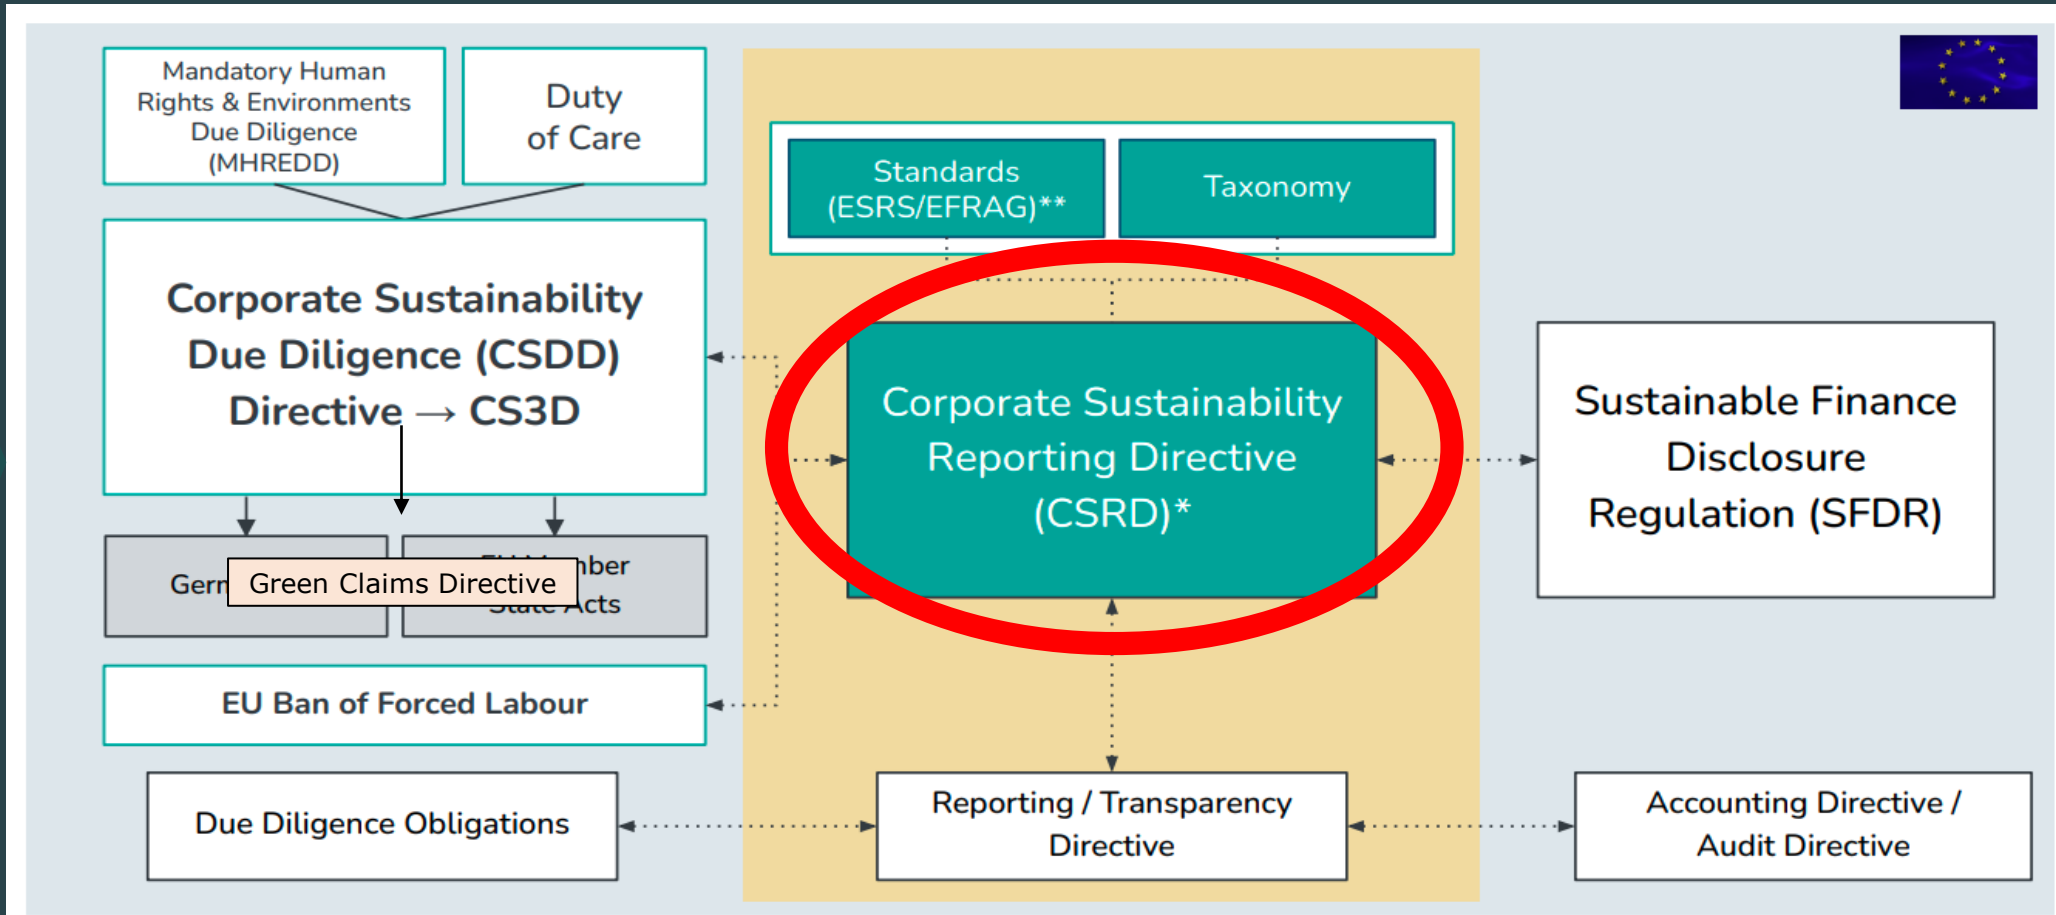 Mandatory Human
Rights & Environments
Due Diligence
(MHREDD)
Duty
of Care
Standards
(ESRS/EFRAG)**
Taxonomy
Corporate Sustainability
Due Diligence (CSDD)
Directive → CS3D
Corporate Sustainability
Reporting Directive
(CSRD)*
Sustainable Finance
Disclosure
Regulation (SFDR)
Green Claims Directive
State Acts
EU Ban of Forced Labour
Due Diligence Obligations
Reporting / Transparency
Directive
Accounting Directive /
Audit Directive